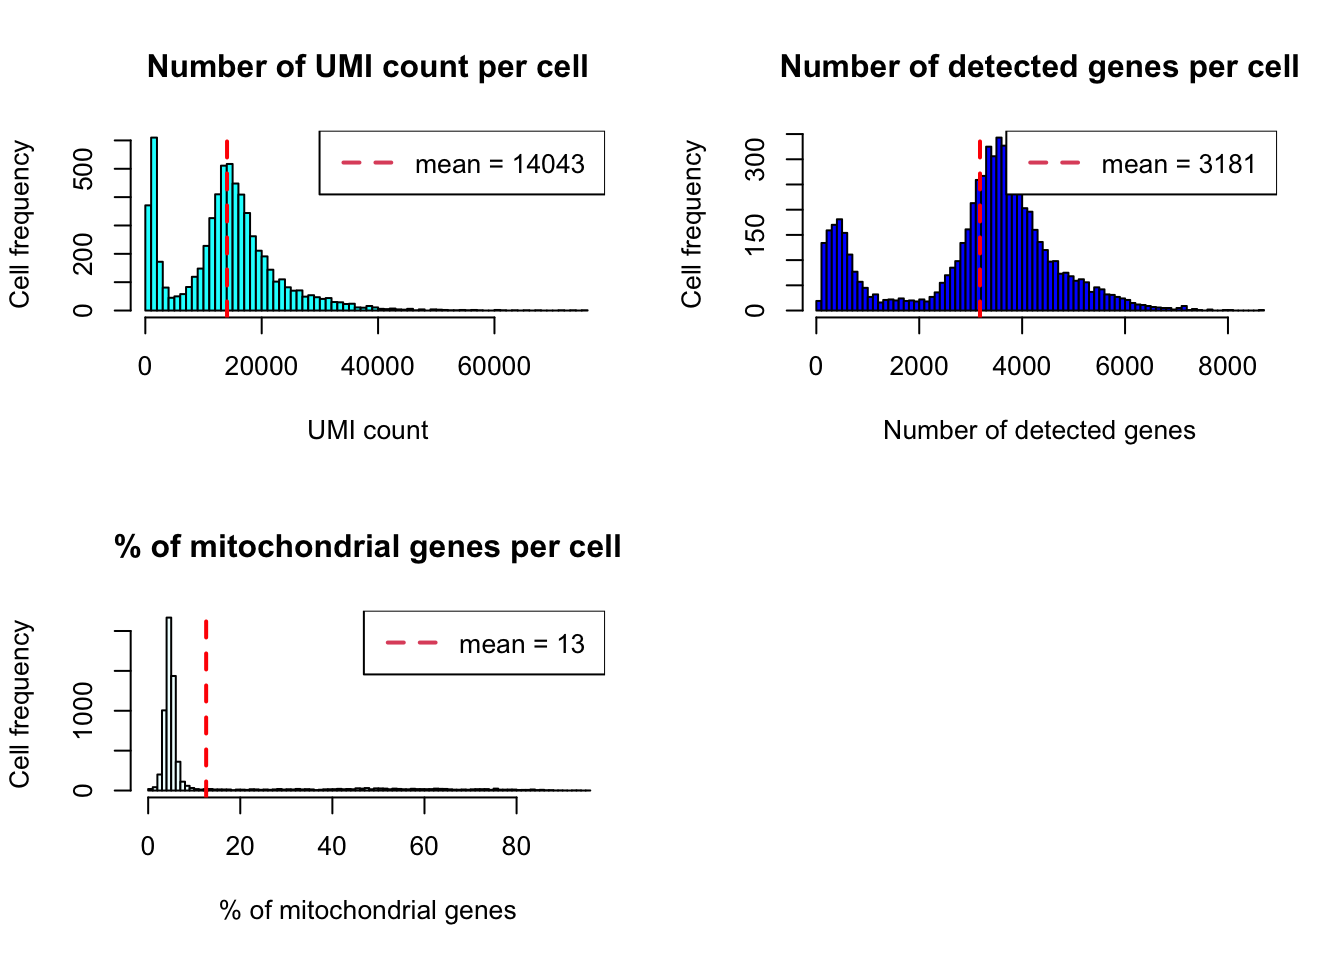 Number of UMI count per cell
Cell frequency
0 200 500
mean = 14043
0 20000 40000 60000
UMI count
Number of detected genes per cell
Cell frequency
0 150 300
mean = 3181
0 2000 4000 6000 8000
Number of detected genes
% of mitochondrial genes per cell
Cell frequency
0 1000
mean = 13
0 20 40 60 80
% of mitochondrial genes